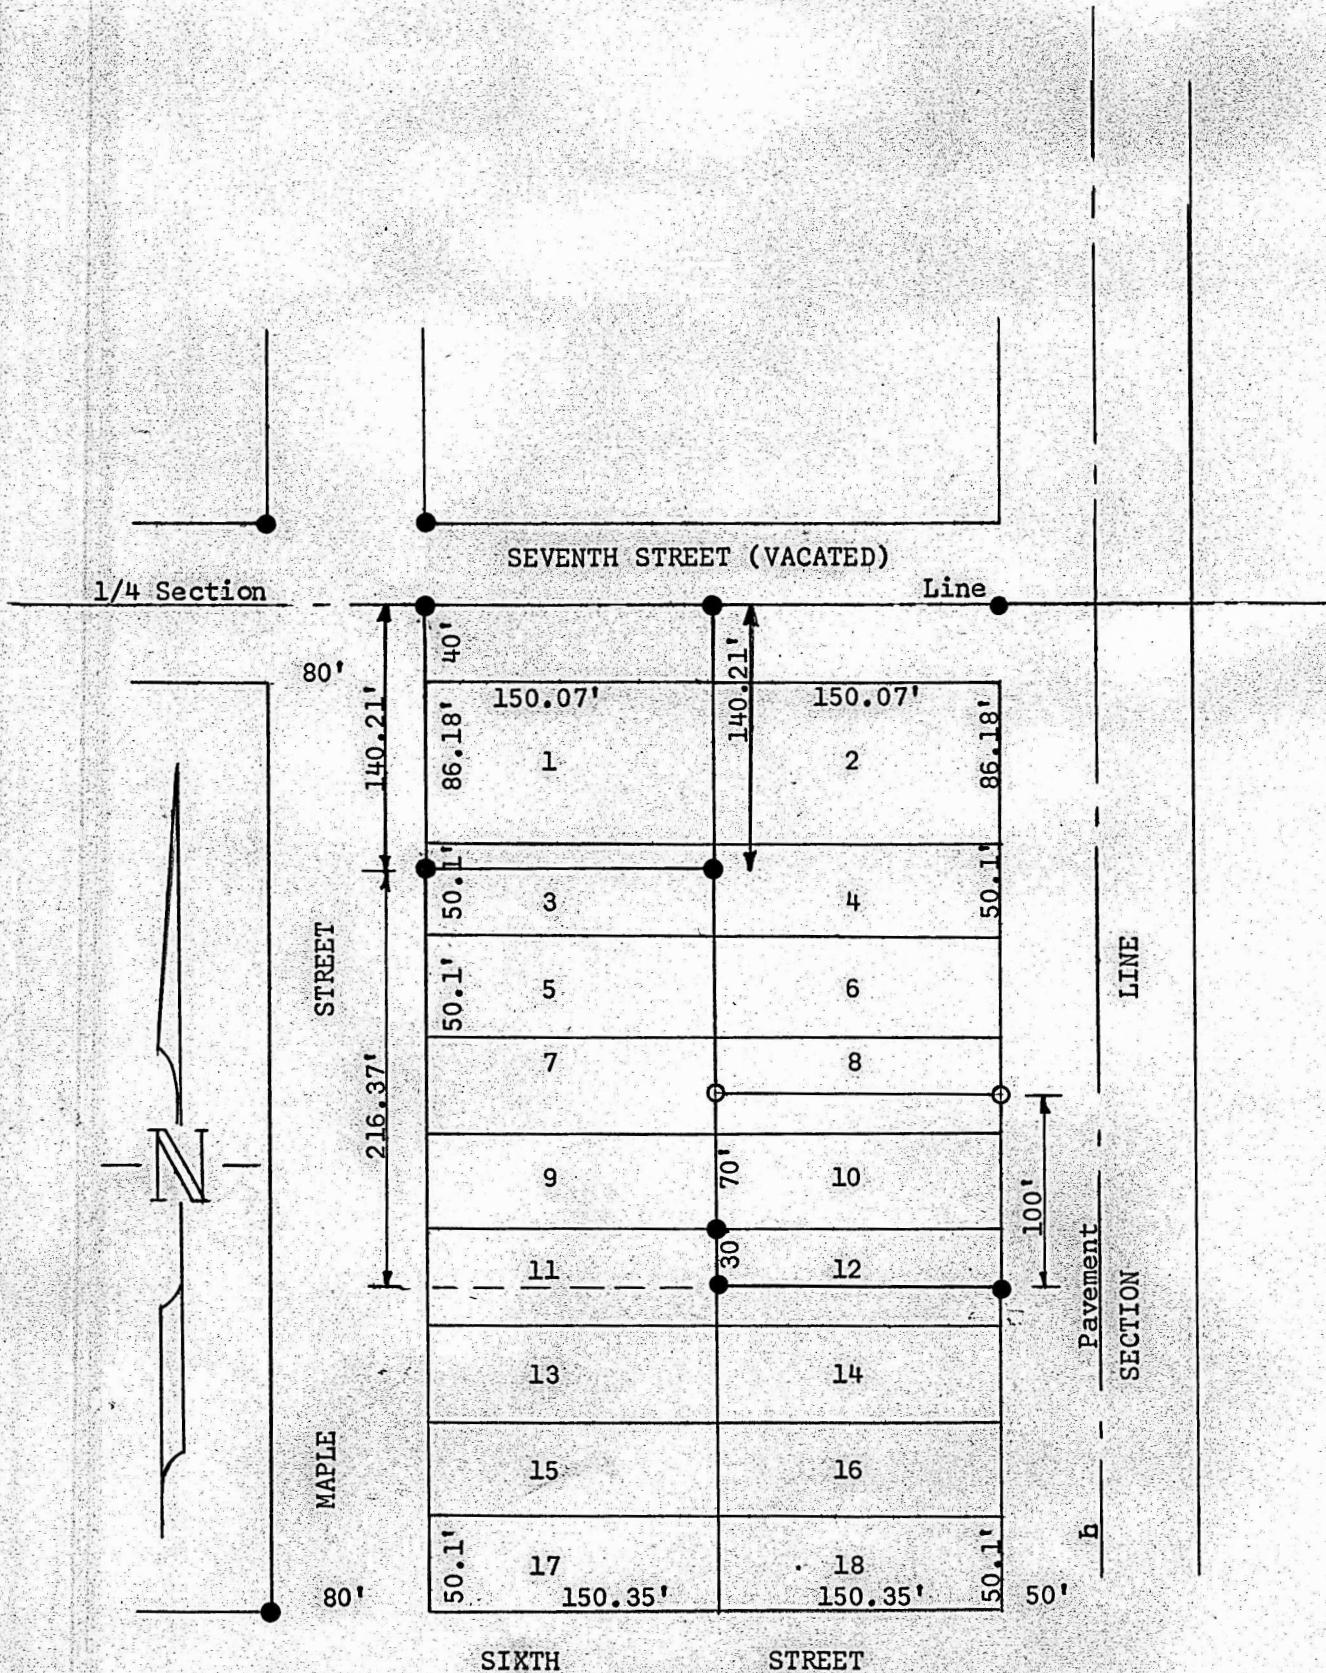 SEVENTH STREET (VACATED)
1/4 Section Line
80'
40'
140.21'
140.21'
150.07' 150.07'
86.18' 86.18'
1 2
50.1' 50.1'
3 4
STREET
LINE
50.1'
5 6
7 8
216.37'
N
9 70' 10
100'
30'
11 12
Pavement
SECTION
13 14
MAPLE
15 16
50.1' 50.1'
17 18
80' 150.35' 150.35' 50'
SIXTH STREET